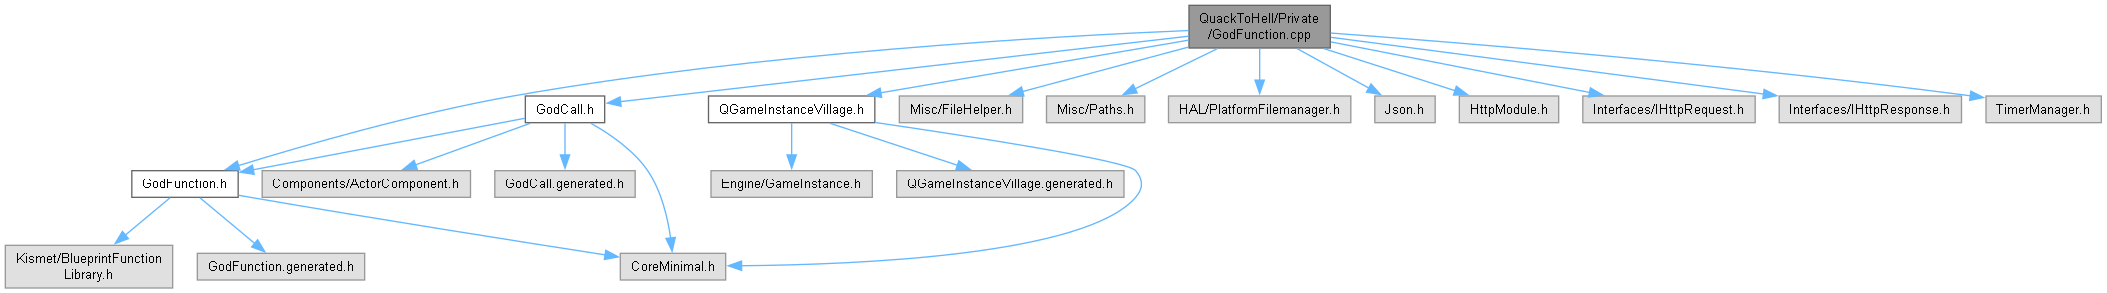 QuackToHell/Private
/GodFunction.cpp
GodCall.h
QGameInstanceVillage.h
Misc/FileHelper.h
Misc/Paths.h
HAL/PlatformFilemanager.h
Json.h
HttpModule.h
Interfaces/IHttpRequest.h
Interfaces/IHttpResponse.h
TimerManager.h
GodFunction.h
Components/ActorComponent.h
GodCall.generated.h
Engine/GameInstance.h
QGameInstanceVillage.generated.h
Kismet/BlueprintFunction
Library.h
GodFunction.generated.h
CoreMinimal.h